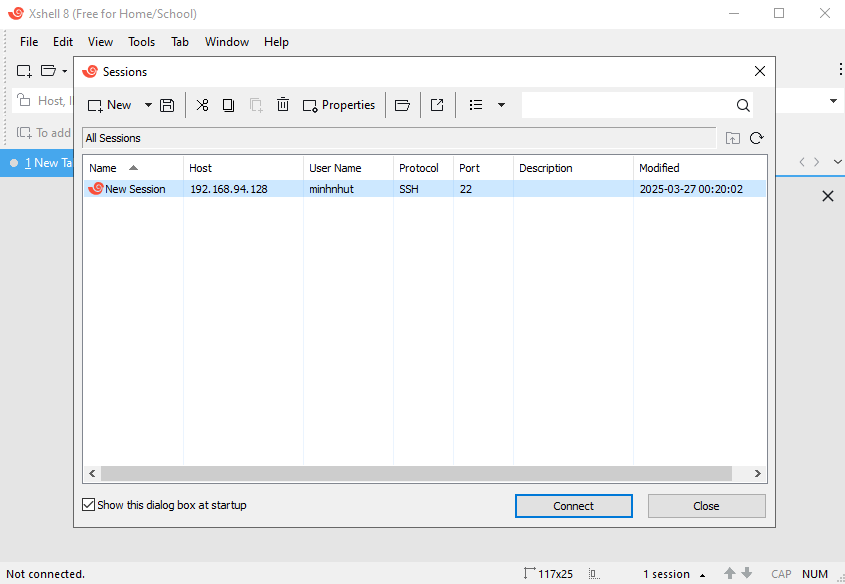 Xshell 8 (Free for Home/School)
File Edit View Tools Tab Window Help
Sessions
New Properties
Host, I
To add
All Sessions
1 New Ta
Name Host User Name Protocol Port Description Modified
New Session 192.168.94.128 minhnhut SSH 22 2025-03-27 00:20:02
Show this dialog box at startup
Connect Close
Not connected. 117x25 1 session CAP NUM